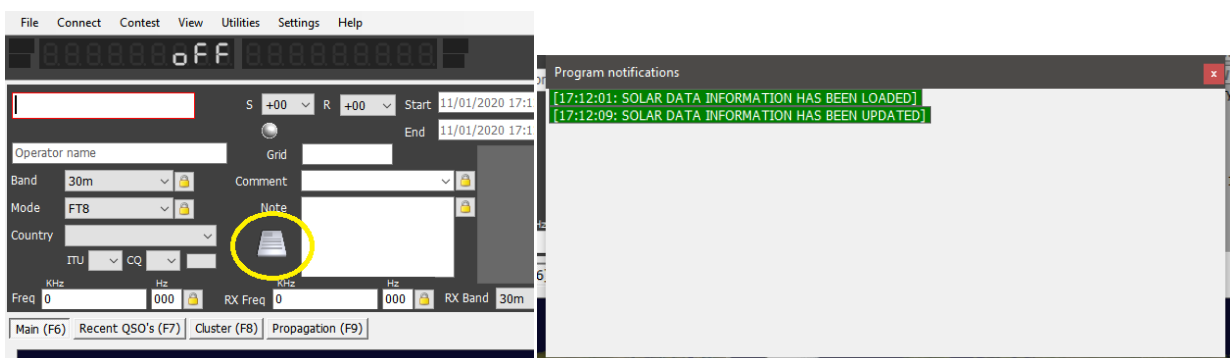 File Connect Contest View Utilities Settings Help
oFF
S +00 R +00 Start 11/01/2020 17:1
End 11/01/2020 17:1
Operator name Grid
Band 30m Comment
Mode FT8 Note
Country
ITU CQ
KHz Hz KHz Hz
Freq 0 000 RX Freq 0 000 RX Band 30m
Main (F6) Recent QSO's (F7) Cluster (F8) Propagation (F9)
Program notifications x
[17:12:01: SOLAR DATA INFORMATION HAS BEEN LOADED]
[17:12:09: SOLAR DATA INFORMATION HAS BEEN UPDATED]